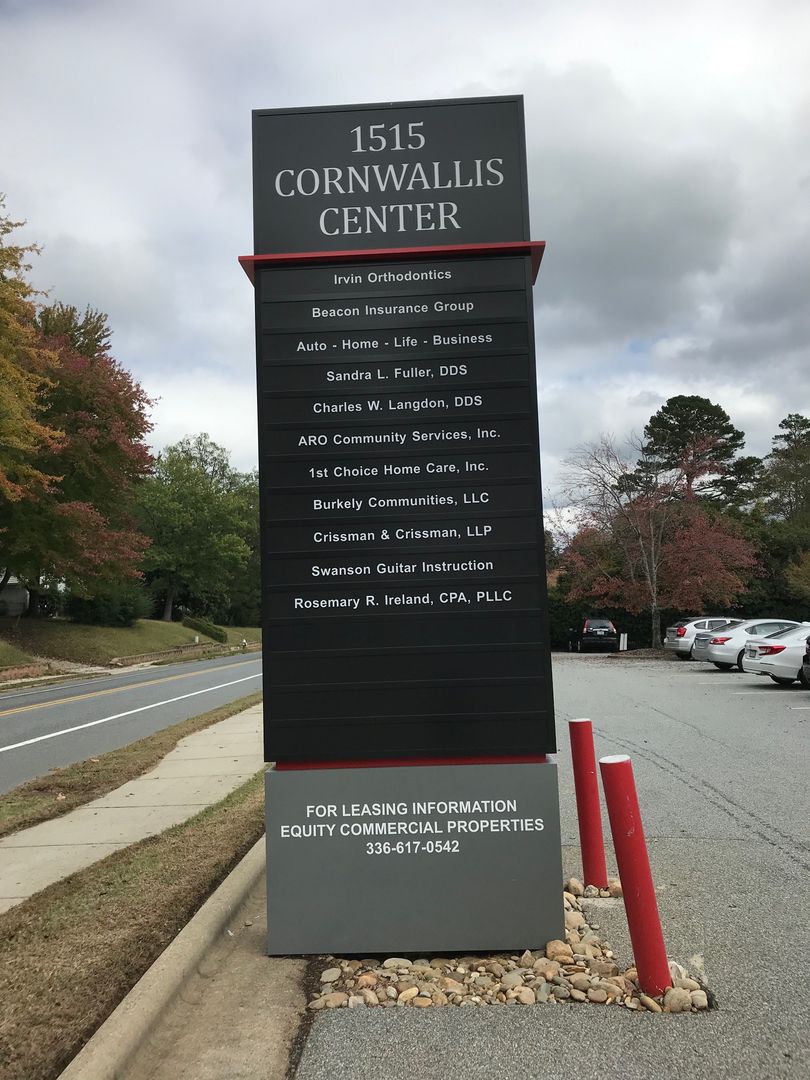 1515
CORNWALLIS
CENTER
Irvin Orthodontics
Beacon Insurance Group
Auto - Home - Life - Business
Sandra L. Fuller, DDS
Charles W. Langdon, DDS
ARO Community Services, Inc.
1st Choice Home Care, Inc.
Burkely Communities, LLC
Crissman & Crissman, LLP
Swanson Guitar Instruction
Rosemary R. Ireland, CPA, PLLC
FOR LEASING INFORMATION
EQUITY COMMERCIAL PROPERTIES
336-617-0542